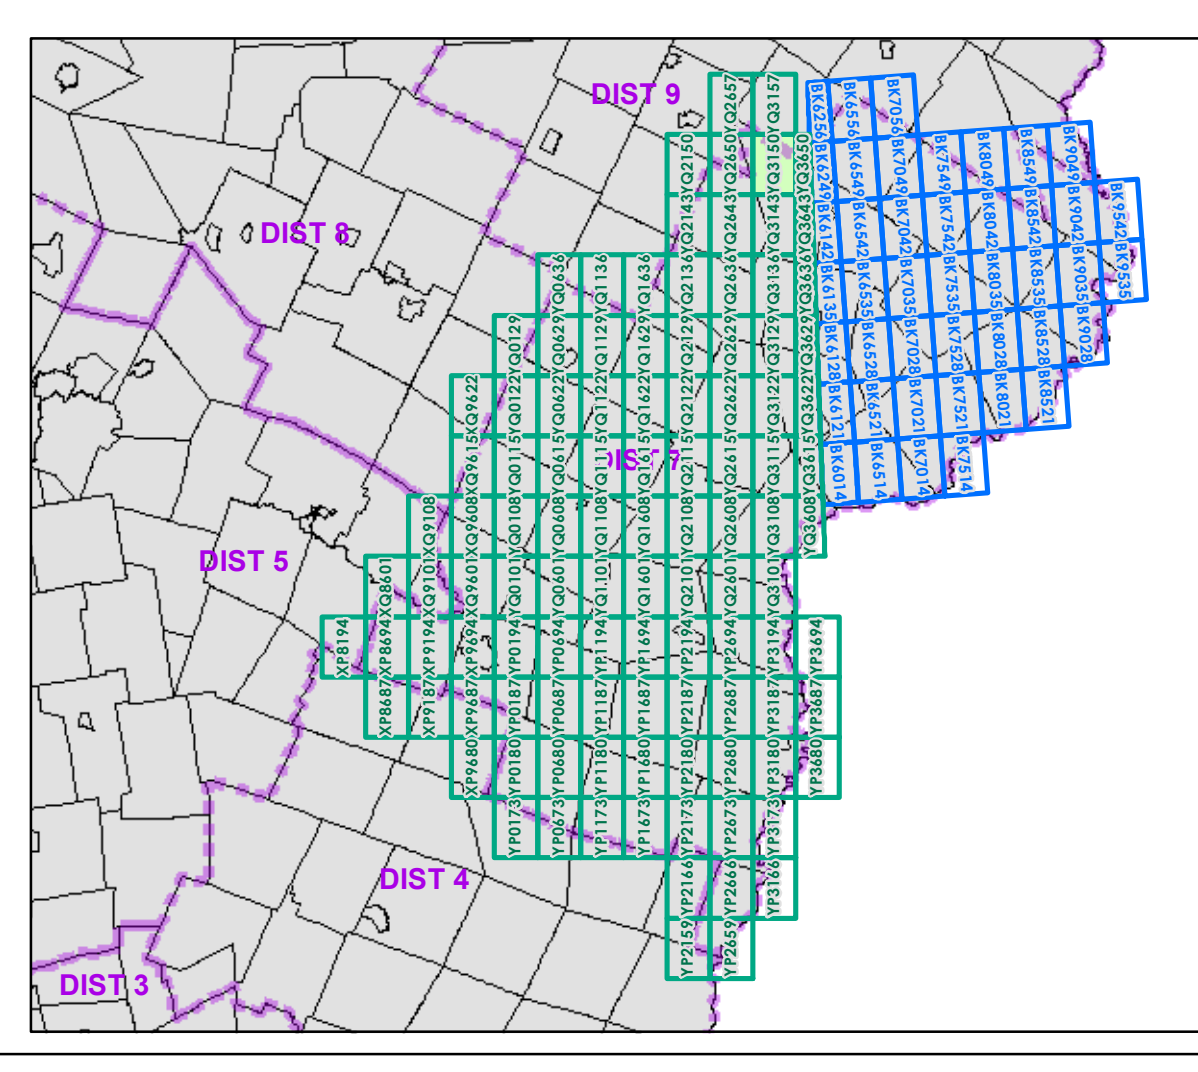 DIST 9
DIST 8
DIST 7
DIST 5
DIST 4
DIST 3
YQ2657 YQ3157
YQ2150 YQ2650 YQ3150 YQ3650
YQ2143 YQ2643 YQ3143 YQ3643
YQ0636 YQ1136 YQ1636 YQ2136 YQ2636 YQ3136 YQ3636
YQ0129 YQ0629 YQ1129 YQ1629 YQ2129 YQ2629 YQ3129 YQ3629
XQ9622 YQ0122 YQ0622 YQ1122 YQ1622 YQ2122 YQ2622 YQ3122 YQ3622
XQ9615 YQ0115 YQ0615 YQ1115 YQ1615 YQ2115 YQ2615 YQ3115 YQ3615
XQ9108 XQ9608 YQ0108 YQ0608 YQ1108 YQ1608 YQ2108 YQ2608 YQ3108 YQ3608
XQ8601 XQ9101 XQ9601 YQ0101 YQ0601 YQ1101 YQ1601 YQ2101 YQ2601 YQ3101
XP8194 XP8694 XP9194 XP9694 YP0194 YP0694 YP1194 YP1694 YP2194 YP2694 YP3194 YP3694
XP8687 XP9187 XP9687 YP0187 YP0687 YP1187 YP1687 YP2187 YP2687 YP3187 YP3687
XP9680 YP0180 YP0680 YP1180 YP1680 YP2180 YP2680 YP3180 YP3680
YP0173 YP0673 YP1173 YP1673 YP2173 YP2673 YP3173
YP2166 YP2666 YP3166
YP2159 YP2659
BK6256 BK6556 BK7056
BK6249 BK6549 BK7049 BK7549 BK8049 BK8549 BK9049
BK6142 BK6542 BK7042 BK7542 BK8042 BK8542 BK9042 BK9542
BK6135 BK6535 BK7035 BK7535 BK8035 BK8535 BK9035 BK9535
BK6128 BK6528 BK7028 BK7528 BK8028 BK8528 BK9028
BK6121 BK6521 BK7021 BK7521 BK8021 BK8521
BK6014 BK6514 BK7014 BK7514